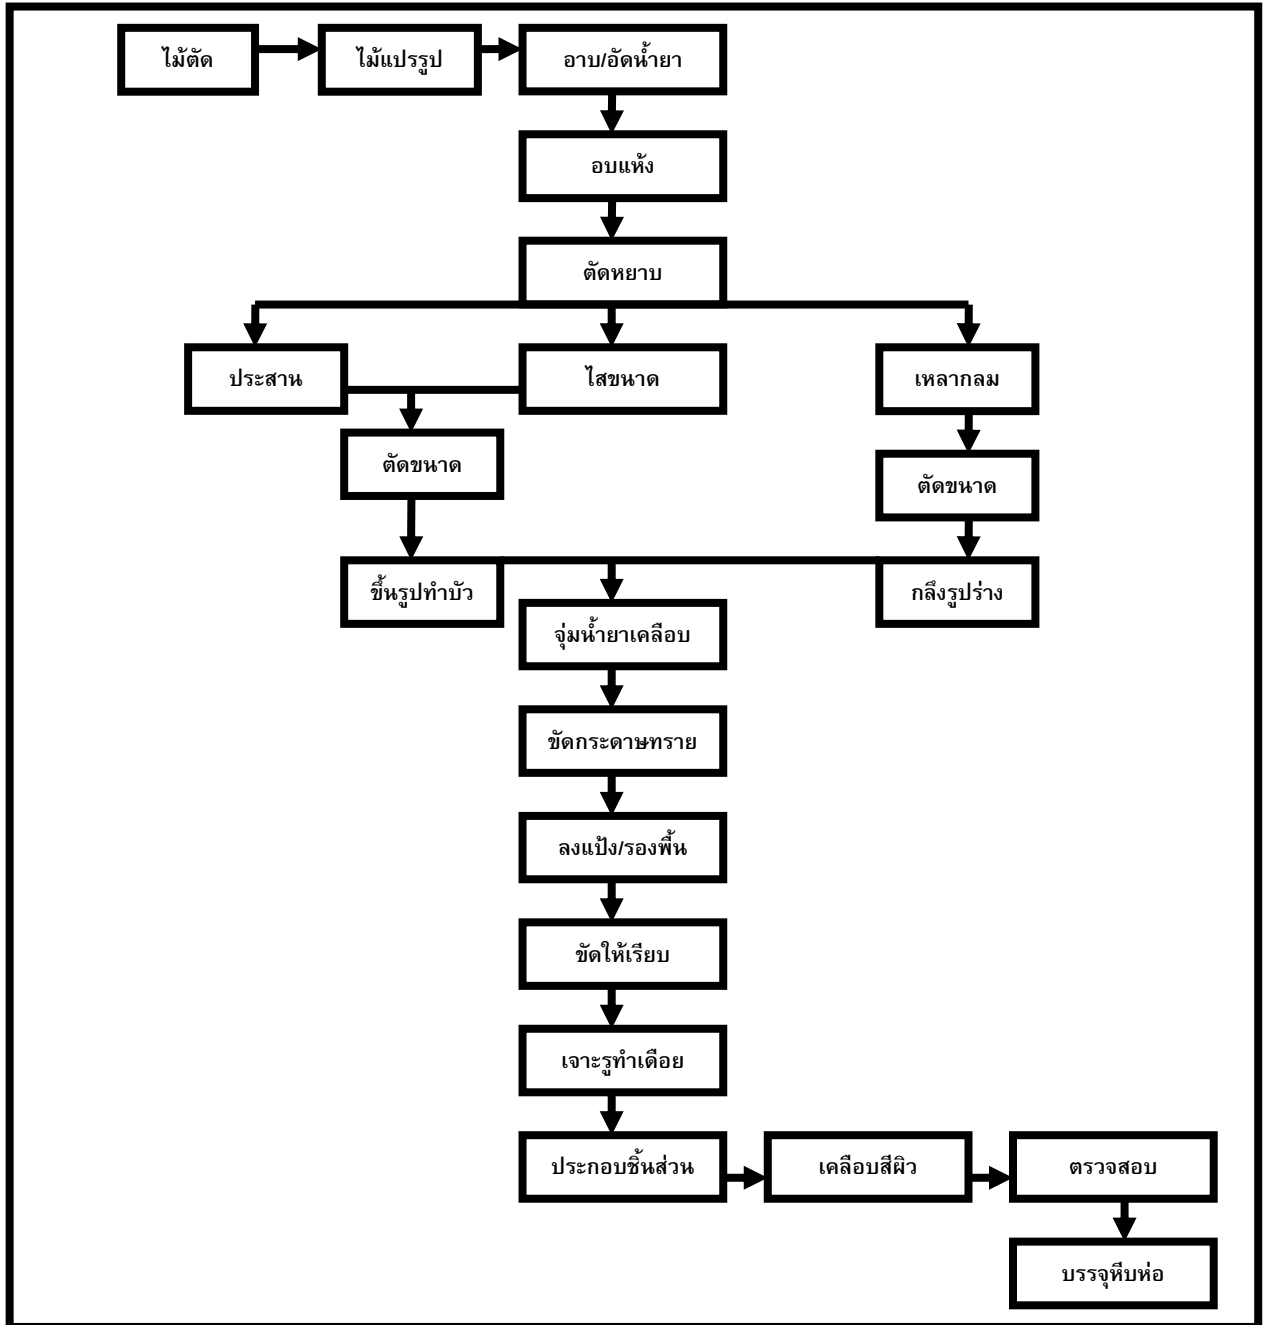 ไม้ตัด
ไม้แปรรูป
อาบ/อัดน้ำยา
อบแห้ง
ตัดหยาบ
ประสาน
ไสขนาด
เหลากลม
ตัดขนาด
ตัดขนาด
ขึ้นรูปทำบัว
กลึงรูปร่าง
จุ่มน้ำยาเคลือบ
ขัดกระดาษทราย
ลงแป้ง/รองพื้น
ขัดให้เรียบ
เจาะรูทำเดือย
ประกอบชิ้นส่วน
เคลือบสีผิว
ตรวจสอบ
บรรจุหีบห่อ